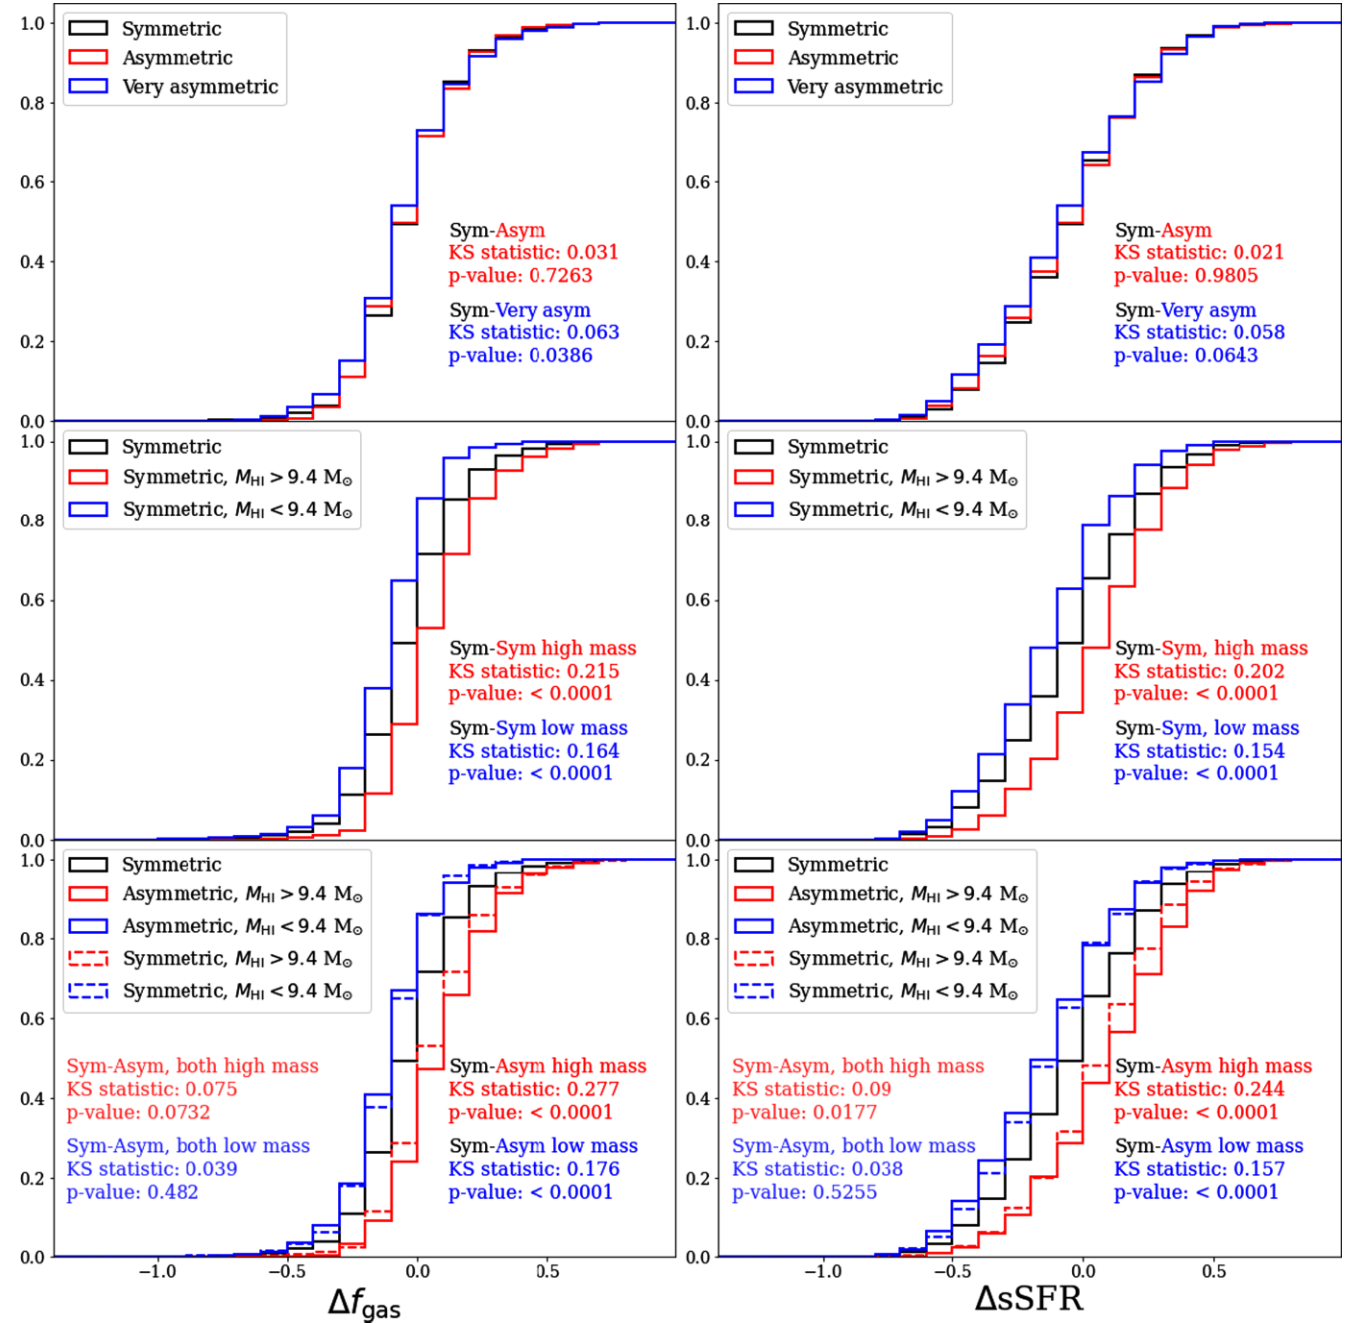 Symmetric
Asymmetric
Very asymmetric
1.0
0.8
0.6
0.4
0.2
0.0
Sym-Asym
KS statistic: 0.031
p-value: 0.7263
Sym-Very asym
KS statistic: 0.063
p-value: 0.0386
Symmetric
Asymmetric
Very asymmetric
1.0
0.8
0.6
0.4
0.2
0.0
Sym-Asym
KS statistic: 0.021
p-value: 0.9805
Sym-Very asym
KS statistic: 0.058
p-value: 0.0643
Symmetric
Symmetric, M_HI > 9.4 M⊙
Symmetric, M_HI < 9.4 M⊙
1.0
0.8
0.6
0.4
0.2
0.0
Sym-Sym high mass
KS statistic: 0.215
p-value: < 0.0001
Sym-Sym low mass
KS statistic: 0.164
p-value: < 0.0001
Symmetric
Symmetric, M_HI > 9.4 M⊙
Symmetric, M_HI < 9.4 M⊙
1.0
0.8
0.6
0.4
0.2
0.0
Sym-Sym, high mass
KS statistic: 0.202
p-value: < 0.0001
Sym-Sym, low mass
KS statistic: 0.154
p-value: < 0.0001
Symmetric
Asymmetric, M_HI > 9.4 M⊙
Asymmetric, M_HI < 9.4 M⊙
Symmetric, M_HI > 9.4 M⊙
Symmetric, M_HI < 9.4 M⊙
1.0
0.8
0.6
0.4
0.2
0.0
Sym-Asym, both high mass
KS statistic: 0.075
p-value: 0.0732
Sym-Asym, both low mass
KS statistic: 0.039
p-value: 0.482
Sym-Asym high mass
KS statistic: 0.277
p-value: < 0.0001
Sym-Asym low mass
KS statistic: 0.176
p-value: < 0.0001
−1.0 −0.5 0.0 0.5
Δf_gas
Symmetric
Asymmetric, M_HI > 9.4 M⊙
Asymmetric, M_HI < 9.4 M⊙
Symmetric, M_HI > 9.4 M⊙
Symmetric, M_HI < 9.4 M⊙
1.0
0.8
0.6
0.4
0.2
0.0
Sym-Asym, both high mass
KS statistic: 0.09
p-value: 0.0177
Sym-Asym, both low mass
KS statistic: 0.038
p-value: 0.5255
Sym-Asym high mass
KS statistic: 0.244
p-value: < 0.0001
Sym-Asym low mass
KS statistic: 0.157
p-value: < 0.0001
−1.0 −0.5 0.0 0.5
ΔsSFR